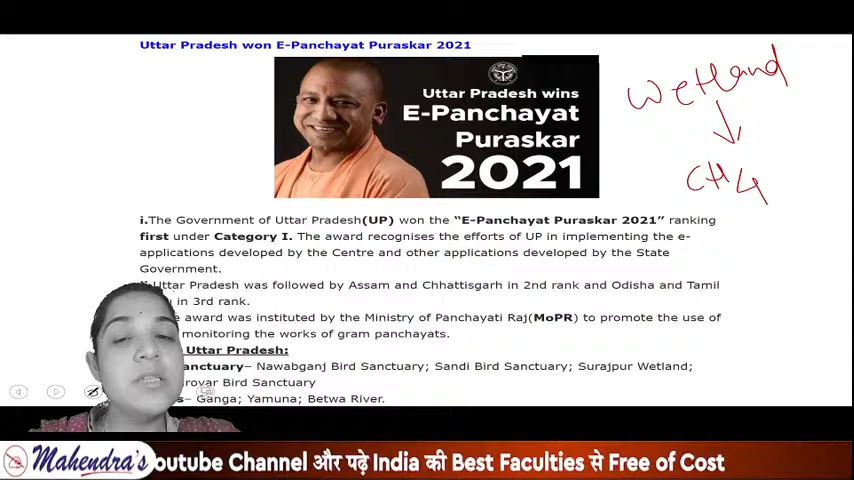 Uttar Pradesh won E-Panchayat Puraskar 2021
Uttar Pradesh wins
E-Panchayat
Puraskar
2021
Wetland
CH4
i.The Government of Uttar Pradesh(UP) won the “E-Panchayat Puraskar 2021” ranking
first under Category I. The award recognises the efforts of UP in implementing the e-
applications developed by the Centre and other applications developed by the State
Government.
Uttar Pradesh was followed by Assam and Chhattisgarh in 2nd rank and Odisha and Tamil
in 3rd rank.
award was instituted by the Ministry of Panchayati Raj(MoPR) to promote the use of
monitoring the works of gram panchayats.
Uttar Pradesh:
– Nawabganj Bird Sanctuary; Sandi Bird Sanctuary; Surajpur Wetland;
Bird Sanctuary
– Ganga; Yamuna; Betwa River.
Mahendra's
outube Channel और पढ़े India की Best Faculties से Free of Cost